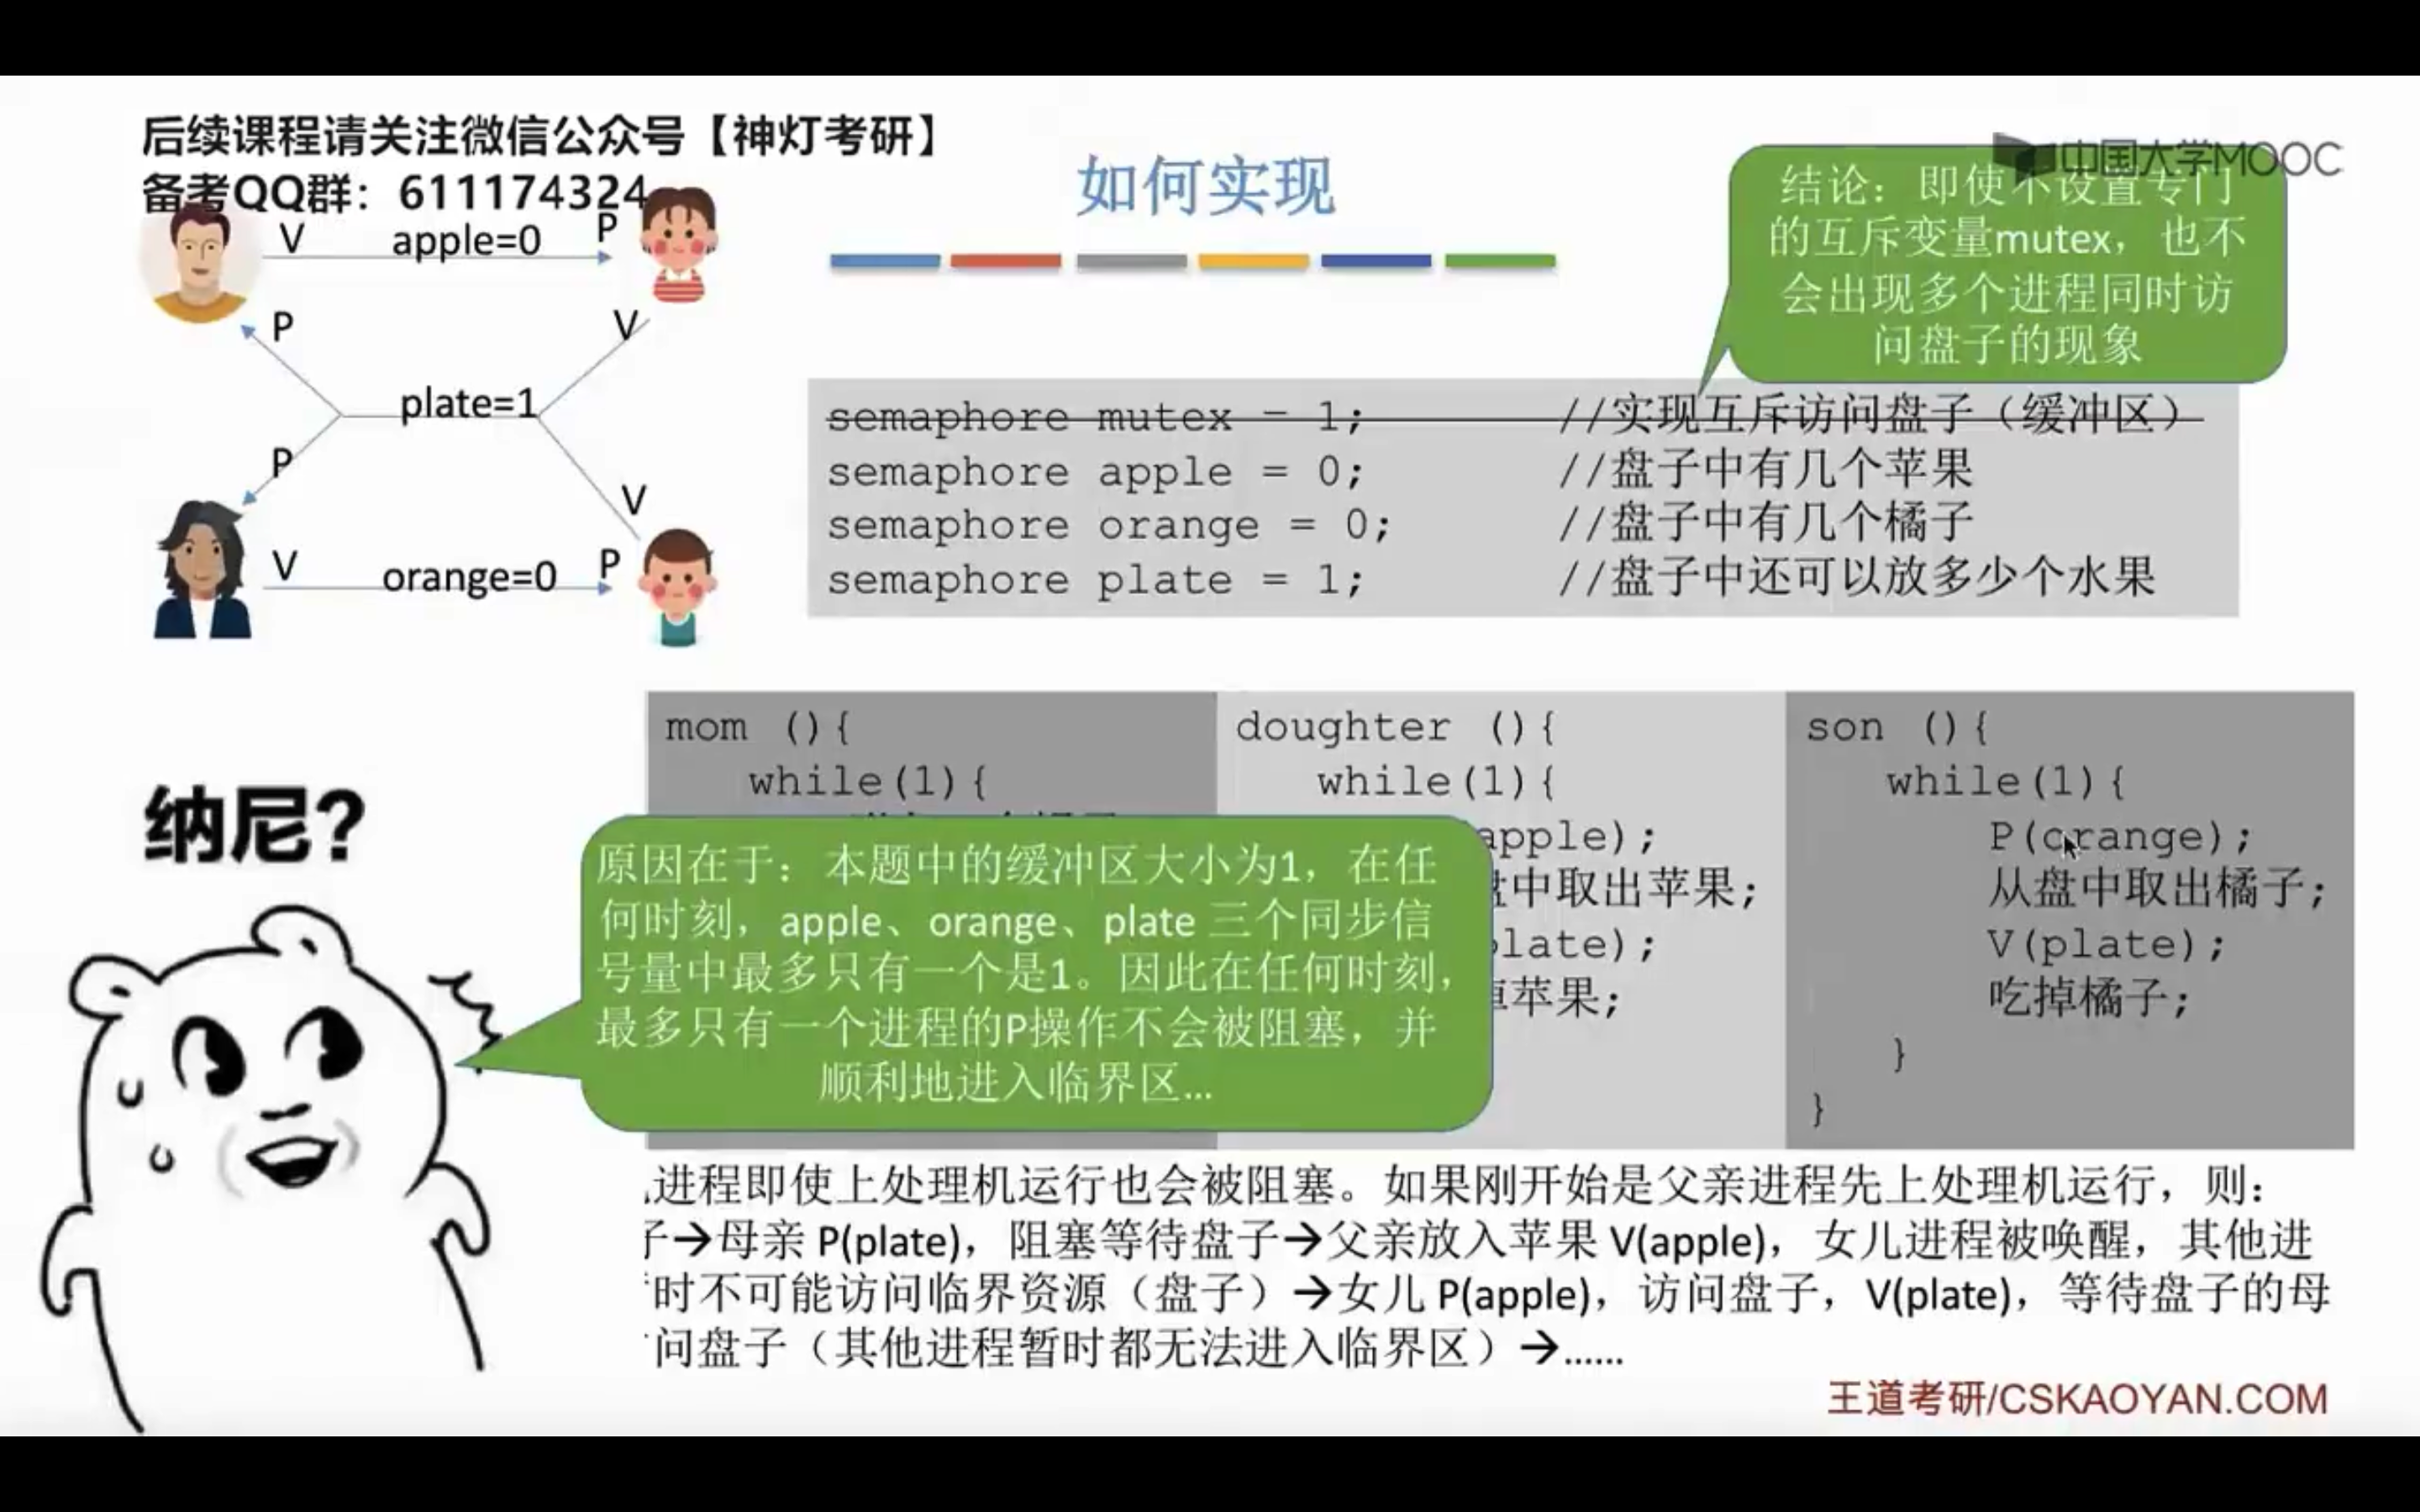 后续课程请关注微信公众号【神灯考研】
备考QQ群：611174324
中国大学MOOC
如何实现
结论：即使不设置专门
的互斥变量mutex，也不
会出现多个进程同时访
问盘子的现象
V apple=0 P
P V
plate=1
P V
V orange=0 P
semaphore mutex = 1; //实现互斥访问盘子（缓冲区）
semaphore apple = 0; //盘子中有几个苹果
semaphore orange = 0; //盘子中有几个橘子
semaphore plate = 1; //盘子中还可以放多少个水果
纳尼?
mom (){
while(1){
原因在于：本题中的缓冲区大小为1，在任
何时刻，apple、orange、plate 三个同步信
号量中最多只有一个是1。因此在任何时刻，
最多只有一个进程的P操作不会被阻塞，并
顺利地进入临界区...
doughter (){
while(1){
apple);
中取出苹果;
late);
苹果;
son (){
while(1){
P(orange);
从盘中取出橘子;
V(plate);
吃掉橘子;
}
}
进程即使上处理机运行也会被阻塞。如果刚开始是父亲进程先上处理机运行，则：
子→母亲 P(plate)，阻塞等待盘子→父亲放入苹果 V(apple)，女儿进程被唤醒，其他进
时不可能访问临界资源（盘子）→女儿 P(apple)，访问盘子，V(plate)，等待盘子的母
问盘子（其他进程暂时都无法进入临界区）→......
王道考研/CSKAOYAN.COM